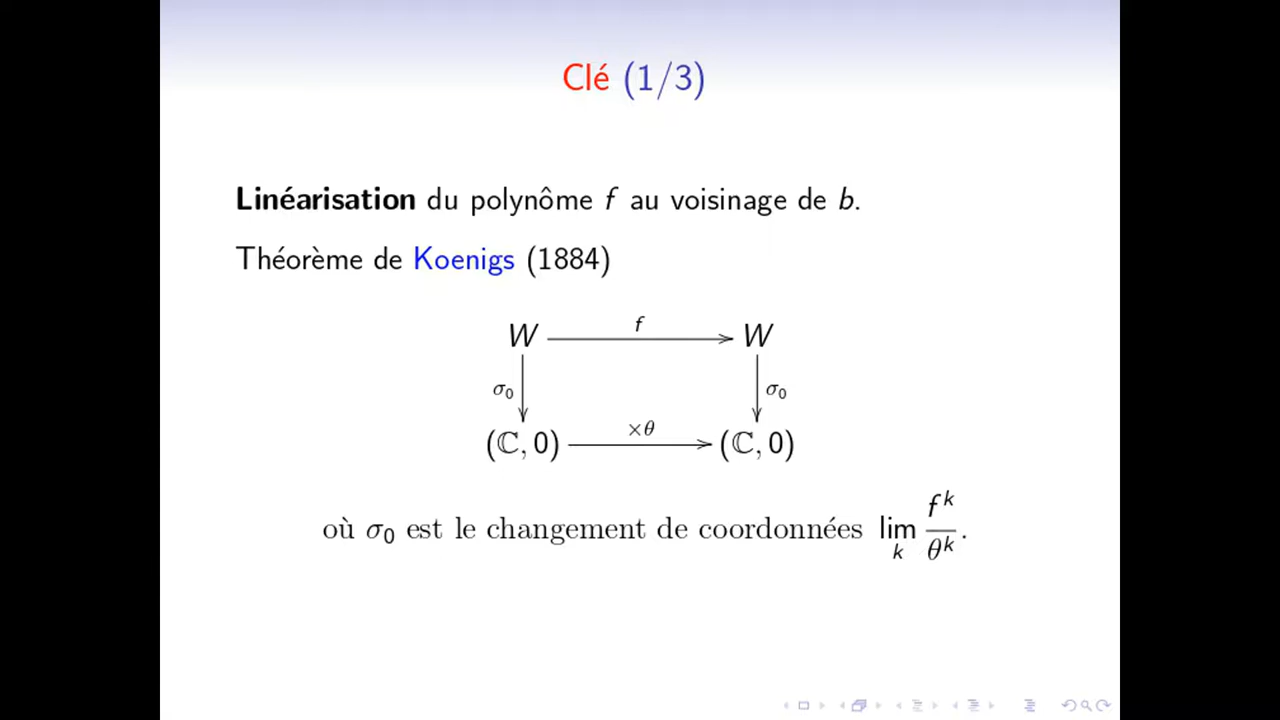 Clé (1/3)
Linéarisation du polynôme f au voisinage de b.
Théorème de Koenigs (1884)
W f W
σ₀ σ₀
(ℂ, 0) ×θ (ℂ, 0)
où σ₀ est le changement de coordonnées lim_k f^k/θ^k.